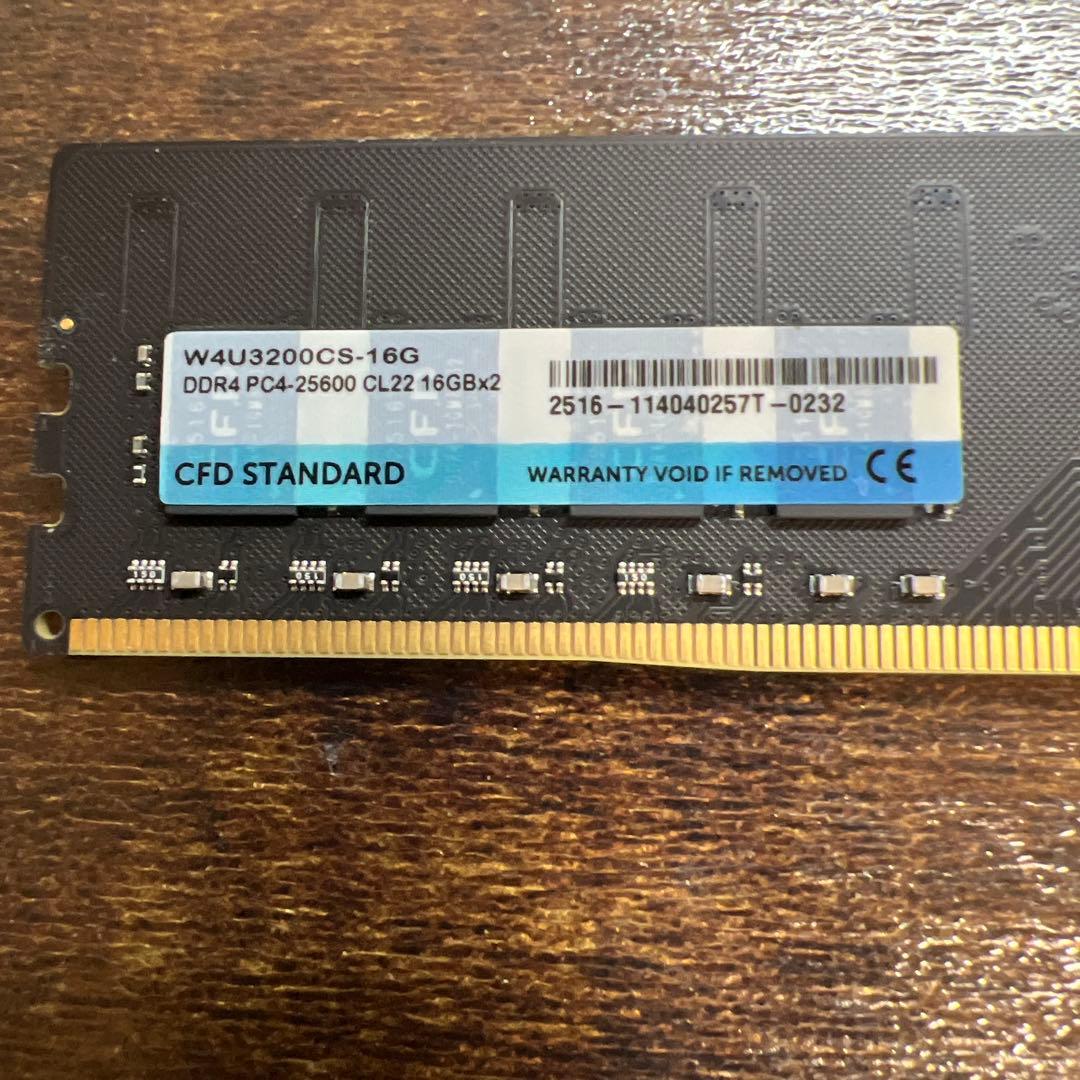 W4U3200CS-16G
DDR4 PC4-25600 CL22 16GBx2
2516-114040257T-0232
CFD STANDARD
WARRANTY VOID IF REMOVED CE